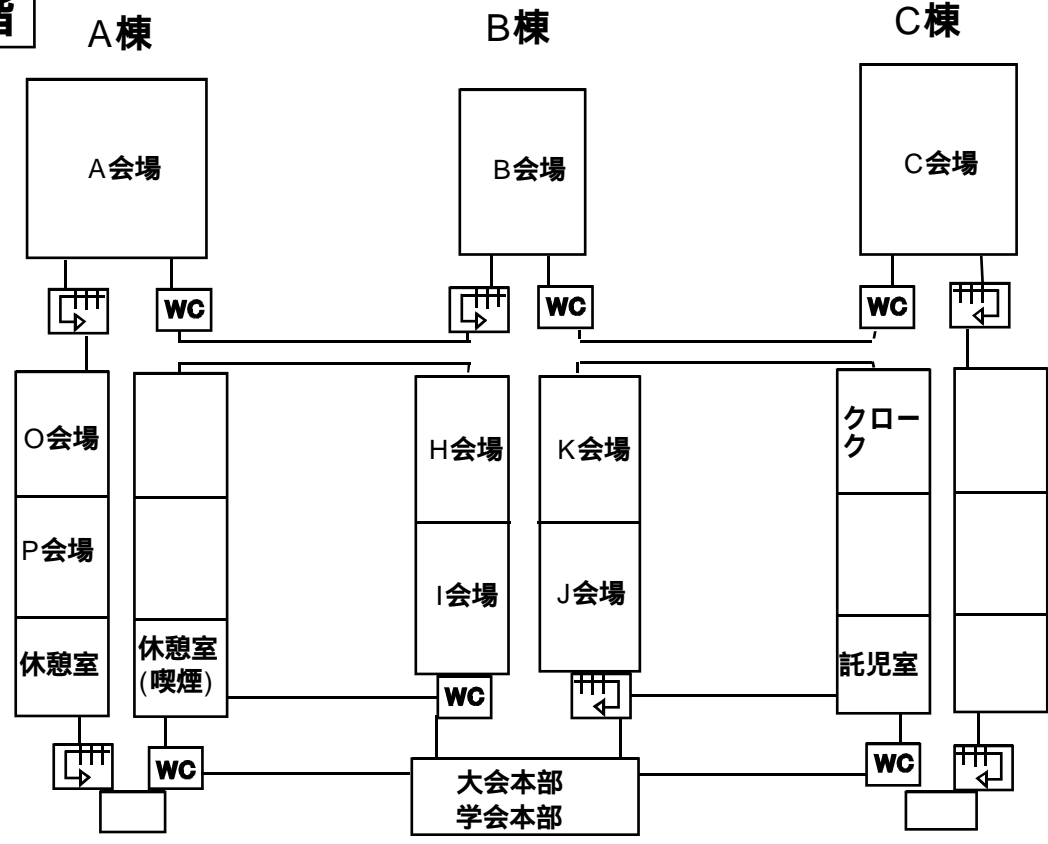 階
A棟
B棟
C棟
A会場
B会場
C会場
WC
WC
WC
O会場
P会場
休憩室
休憩室
(喫煙)
H会場
I会場
K会場
J会場
クロー
ク
託児室
WC
WC
WC
大会本部
学会本部